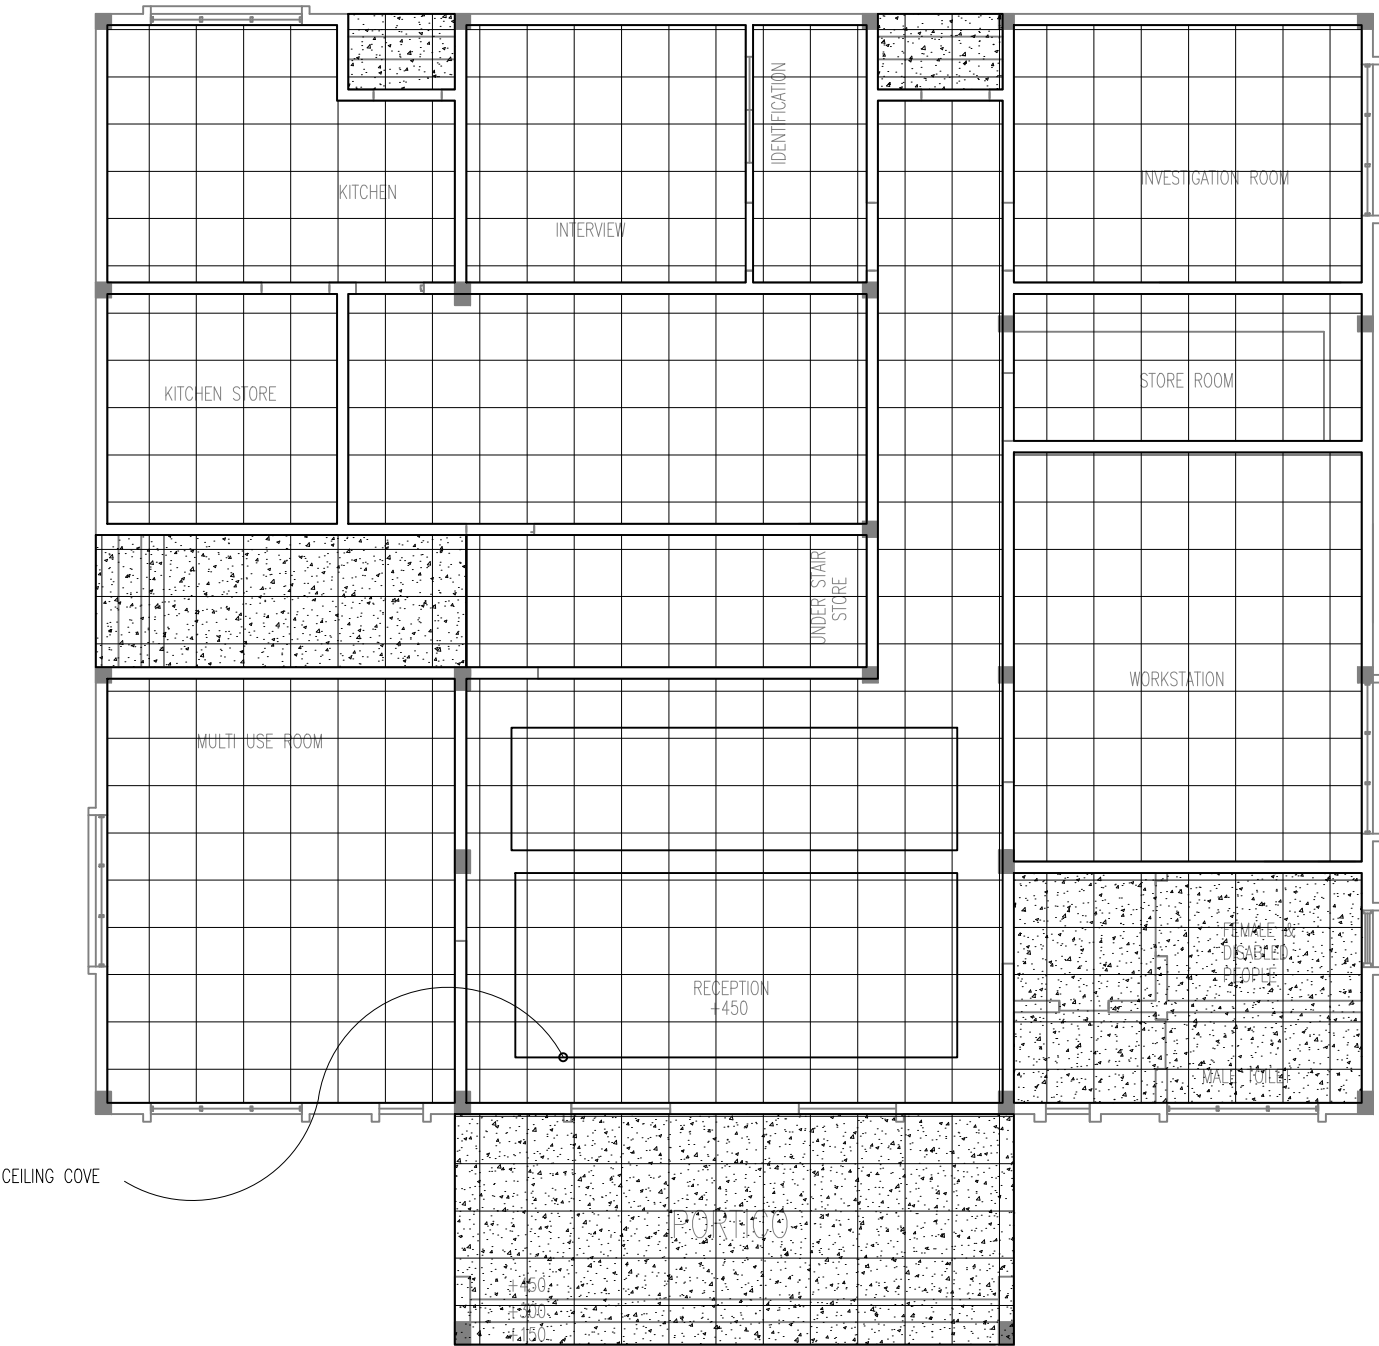 IDENTIFICATION
INVESTIGATION ROOM
KITCHEN
INTERVIEW
STORE ROOM
KITCHEN STORE
UNDER STAIR
STORE
WORKSTATION
MULTI USE ROOM
FEMALE &
DISABLED
PEOPLE
RECEPTION
+450
MALE TOILET
CEILING COVE
PORTICO
+450
+300
+150